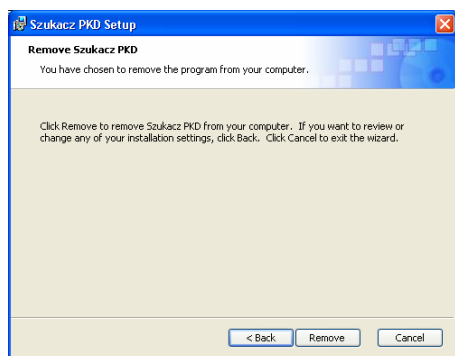 Szukacz PKD Setup
Remove Szukacz PKD
You have chosen to remove the program from your computer.
Click Remove to remove Szukacz PKD from your computer. If you want to review or
change any of your installation settings, click Back. Click Cancel to exit the wizard.
< Back Remove Cancel